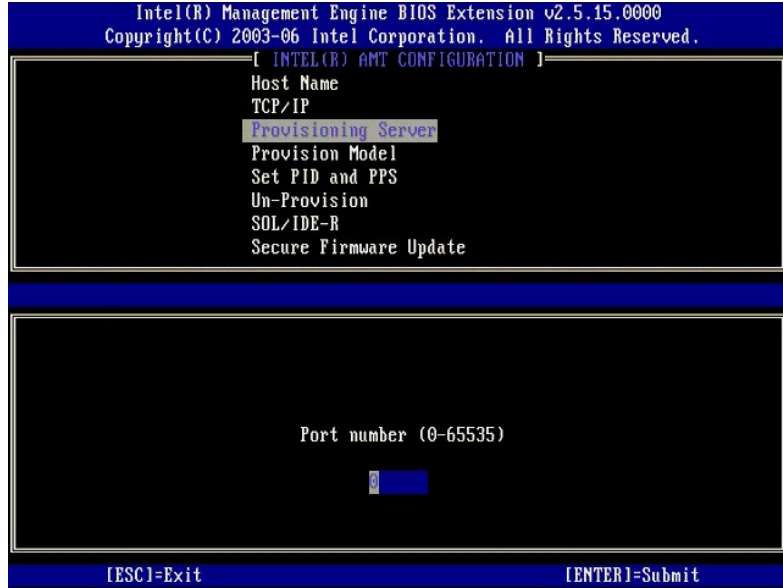 Intel(R) Management Engine BIOS Extension v2.5.15.0000
Copyright(C) 2003-06 Intel Corporation. All Rights Reserved.
[ INTEL(R) AMT CONFIGURATION ]
Host Name
TCP/IP
Provisioning Server
Provision Model
Set PID and PPS
Un-Provision
SOL/IDE-R
Secure Firmware Update
Port number (0-65535)
0
[ESC]=Exit [ENTER]=Submit